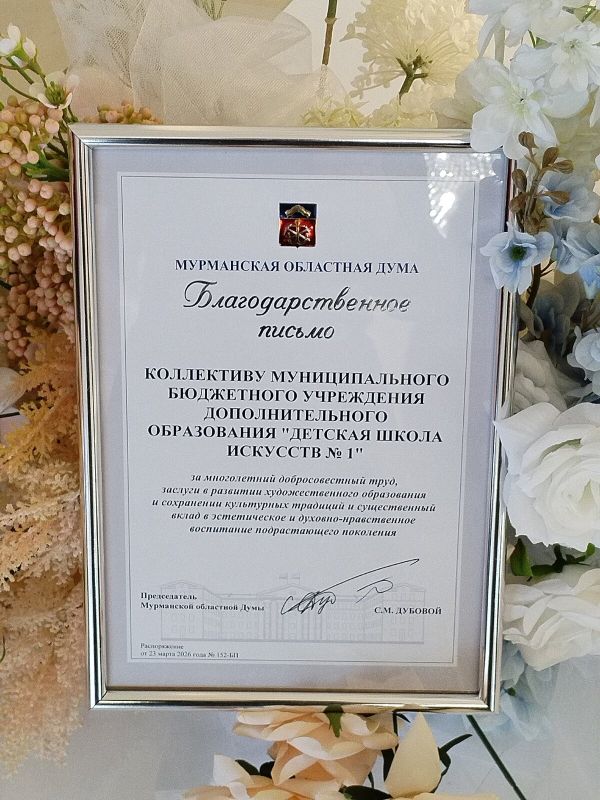 МУРМАНСКАЯ ОБЛАСТНАЯ ДУМА
Благодарственное
письмо
КОЛЛЕКТИВУ МУНИЦИПАЛЬНОГО
БЮДЖЕТНОГО УЧРЕЖДЕНИЯ
ДОПОЛНИТЕЛЬНОГО
ОБРАЗОВАНИЯ "ДЕТСКАЯ ШКОЛА
ИСКУССТВ № 1"
за многолетний добросовестный труд,
заслуги в развитии художественного образования
и сохранении культурных традиций и существенный
вклад в эстетическое и духовно-нравственное
воспитание подрастающего поколения
Председатель
Мурманской областной Думы
С.М. ДУБОВОЙ
Распоряжение
от 23 марта 2026 года № 152-БП